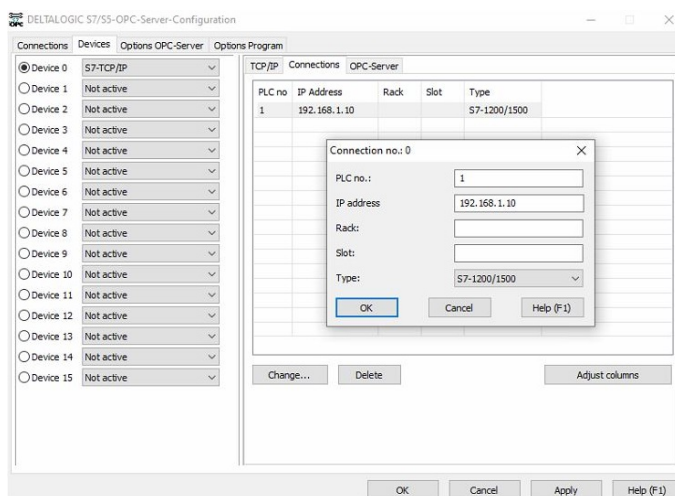 DELTALOGIC S7/S5-OPC-Server-Configuration
Connections Devices Options OPC-Server Options Program
Device 0 S7-TCP/IP
Device 1 Not active
Device 2 Not active
Device 3 Not active
Device 4 Not active
Device 5 Not active
Device 6 Not active
Device 7 Not active
Device 8 Not active
Device 9 Not active
Device 10 Not active
Device 11 Not active
Device 12 Not active
Device 13 Not active
Device 14 Not active
Device 15 Not active
TCP/IP Connections OPC-Server
PLC no IP Address Rack Slot Type
1 192.168.1.10 S7-1200/1500
Connection no.: 0
PLC no.: 1
IP address 192.168.1.10
Rack:
Slot:
Type: S7-1200/1500
OK Cancel Help (F1)
Change... Delete Adjust columns
OK Cancel Apply Help (F1)